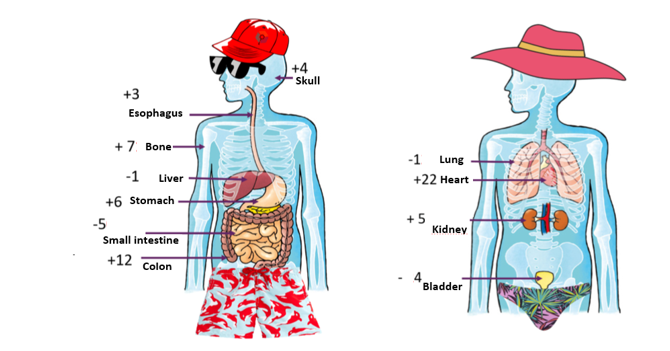 +4
Skull
+3
Esophagus
+ 7 Bone
-1 Liver
+6 Stomach
-5
Small intestine
+12 Colon
-1 Lung
+22 Heart
+ 5
Kidney
- 4 Bladder